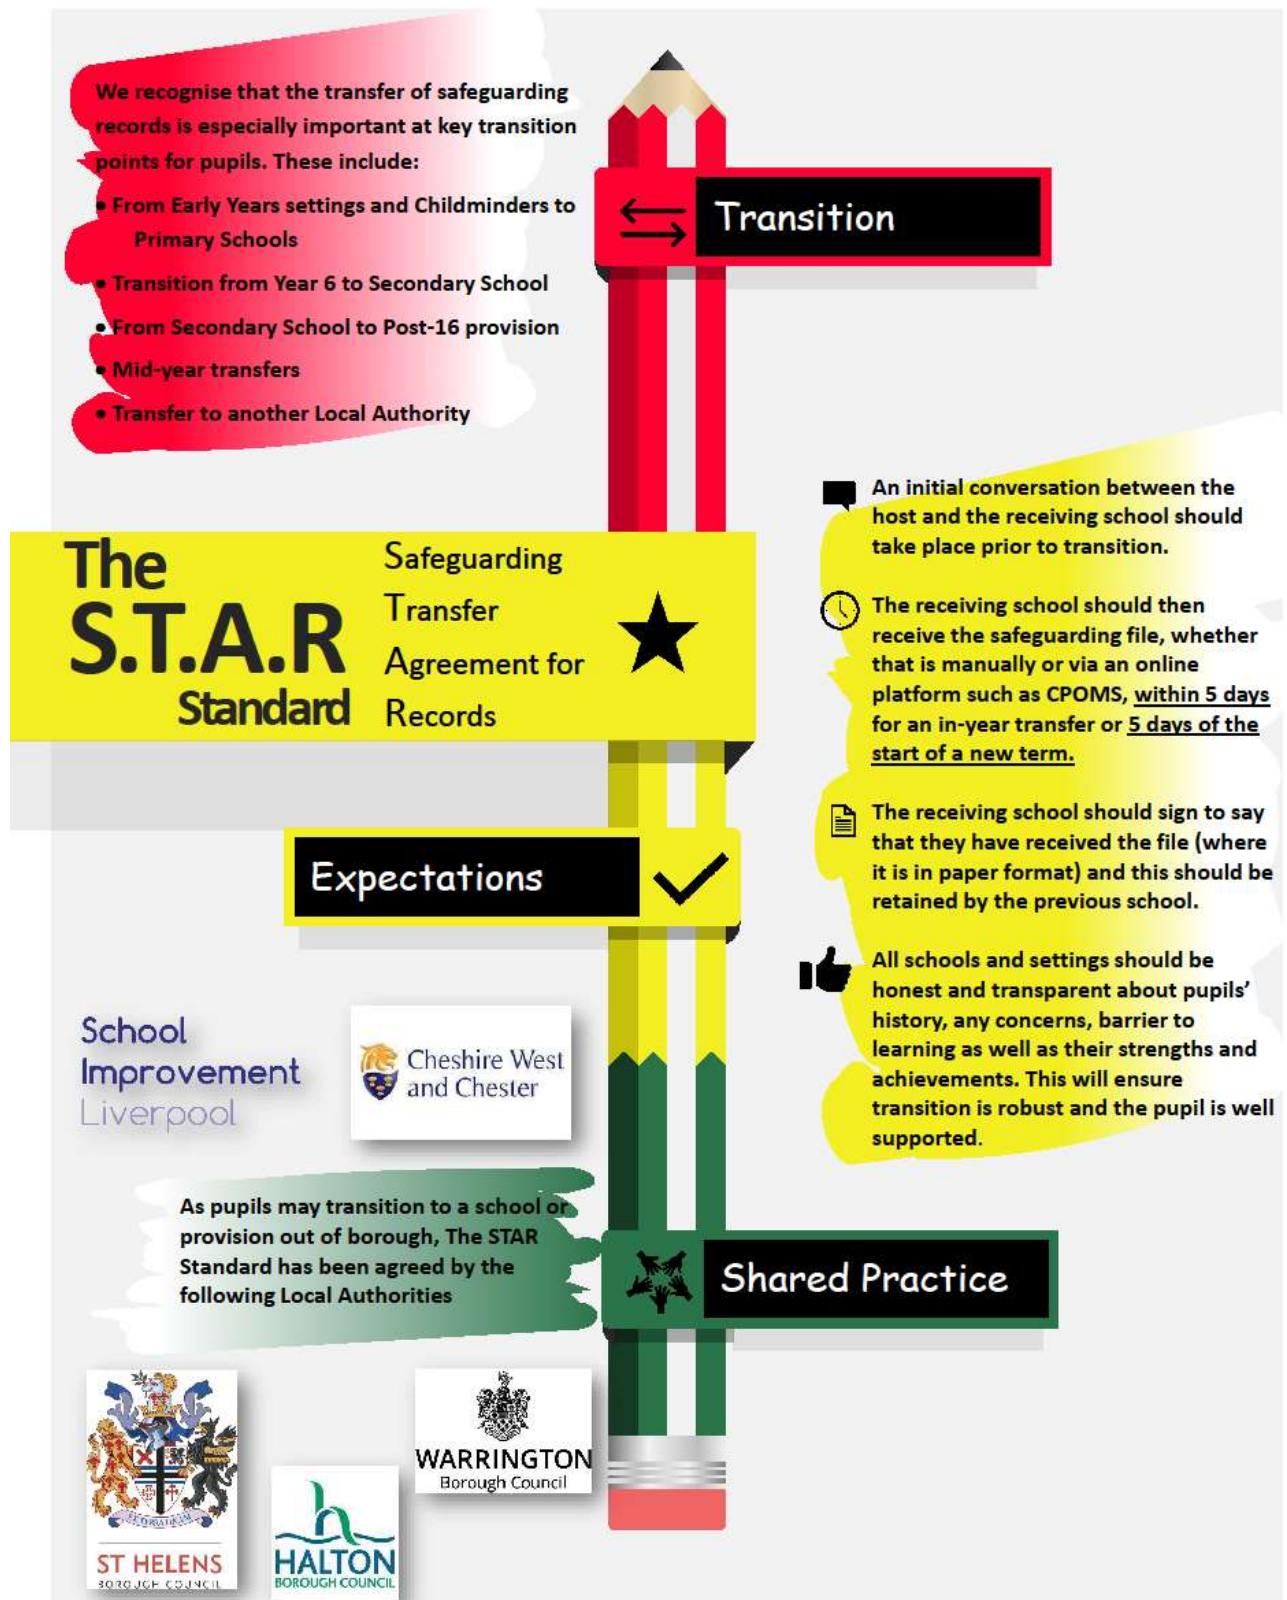 We recognise that the transfer of safeguarding
records is especially important at key transition
points for pupils. These include:
• From Early Years settings and Childminders to
Primary Schools
• Transition from Year 6 to Secondary School
• From Secondary School to Post-16 provision
• Mid-year transfers
• Transfer to another Local Authority
Transition
The
S.T.A.R
Standard
Safeguarding
Transfer
Agreement for
Records
An initial conversation between the
host and the receiving school should
take place prior to transition.
The receiving school should then
receive the safeguarding file, whether
that is manually or via an online
platform such as CPOMS, within 5 days
for an in-year transfer or 5 days of the
start of a new term.
The receiving school should sign to say
that they have received the file (where
it is in paper format) and this should be
retained by the previous school.
All schools and settings should be
honest and transparent about pupils’
history, any concerns, barrier to
learning as well as their strengths and
achievements. This will ensure
transition is robust and the pupil is well
supported.
Expectations
School
Improvement
Liverpool
Cheshire West
and Chester
As pupils may transition to a school or
provision out of borough, The STAR
Standard has been agreed by the
following Local Authorities
Shared Practice
ST HELENS
BOROUGH COUNCIL
HALTON
BOROUGH COUNCIL
WARRINGTON
Borough Council